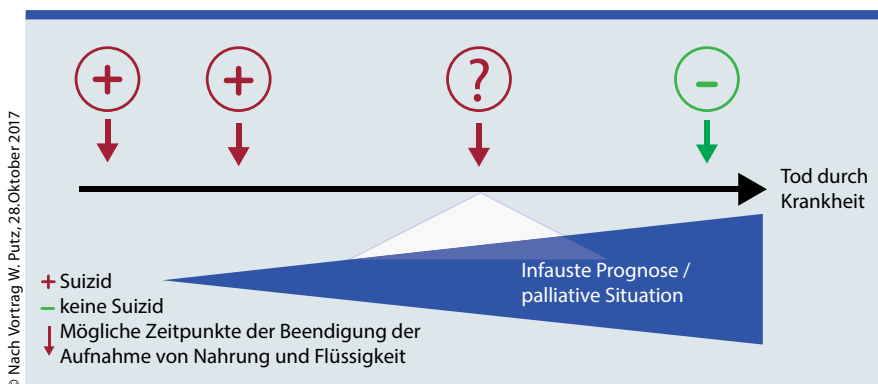 +
+
?
−
Tod durch
Krankheit
Infauste Prognose /
palliative Situation
+ Suizid
− keine Suizid
Mögliche Zeitpunkte der Beendigung der
Aufnahme von Nahrung und Flüssigkeit
© Nach Vortrag W. Putz, 28.Oktober 2017